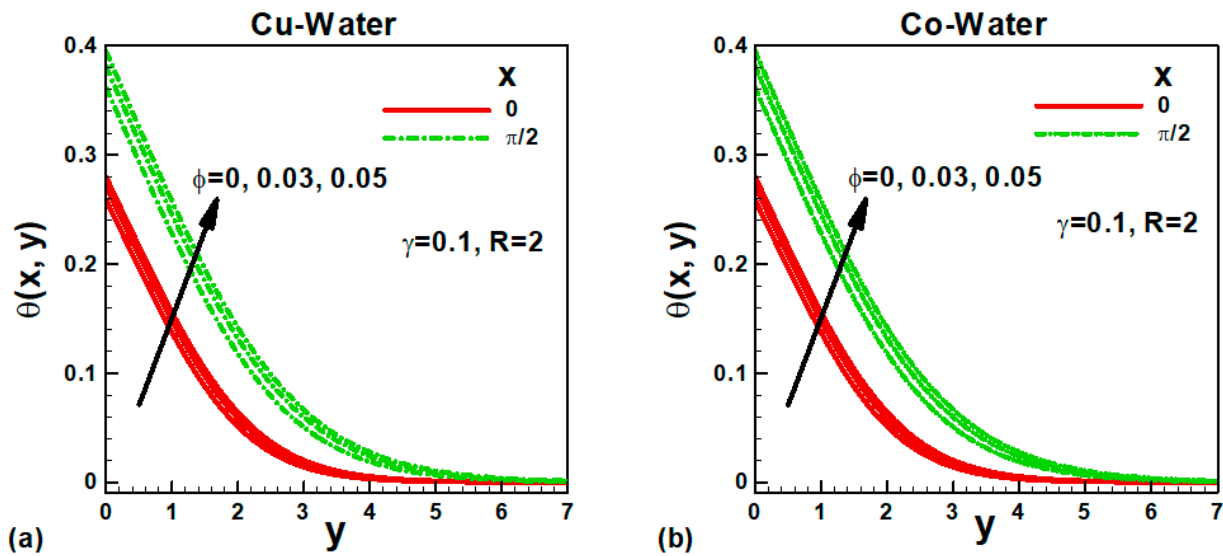 Cu-Water
0.4
0.3
0.2
0.1
0
θ(x, y)
x
0
π/2
ϕ=0, 0.03, 0.05
γ=0.1, R=2
0 1 2 3 4 5 6 7
y
(a)
Co-Water
0.4
0.3
0.2
0.1
0
θ(x, y)
x
0
π/2
ϕ=0, 0.03, 0.05
γ=0.1, R=2
0 1 2 3 4 5 6 7
y
(b)